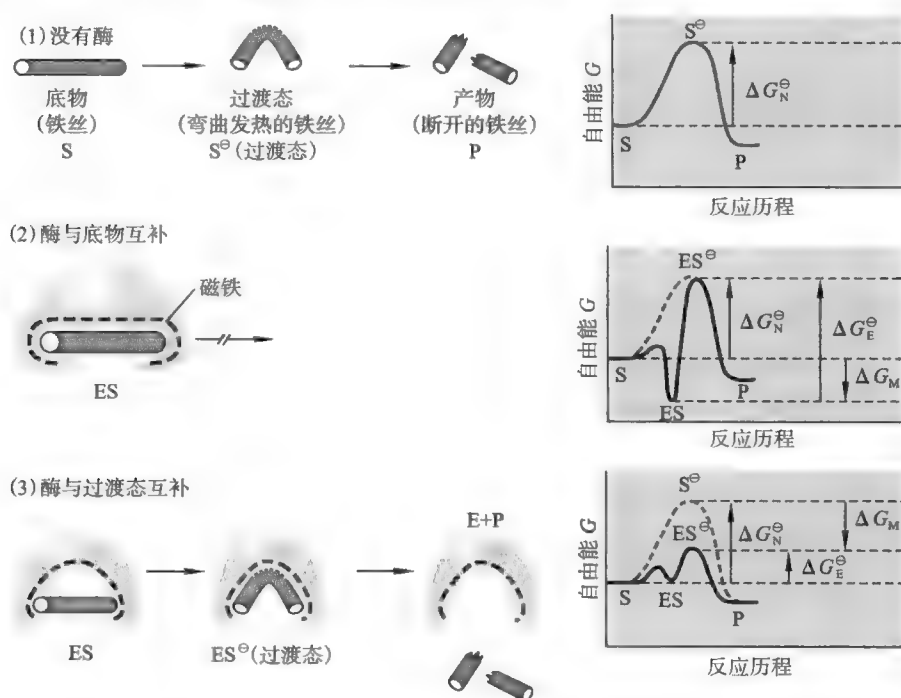 (1)没有酶
底物
(铁丝)
S
过渡态
(弯曲发热的铁丝)
S⊖(过渡态)
产物
(断开的铁丝)
P
自由能 G
S⊖
ΔG⊖N
S
P
反应历程
(2)酶与底物互补
磁铁
ES
自由能 G
ES⊖
ΔG⊖N
ΔG⊖E
ΔGM
S
P
ES
反应历程
(3)酶与过渡态互补
ES
ES⊖(过渡态)
E+P
自由能 G
S⊖
ES⊖
ΔG⊖N
ΔGM
ΔG⊖E
S
ES
P
反应历程